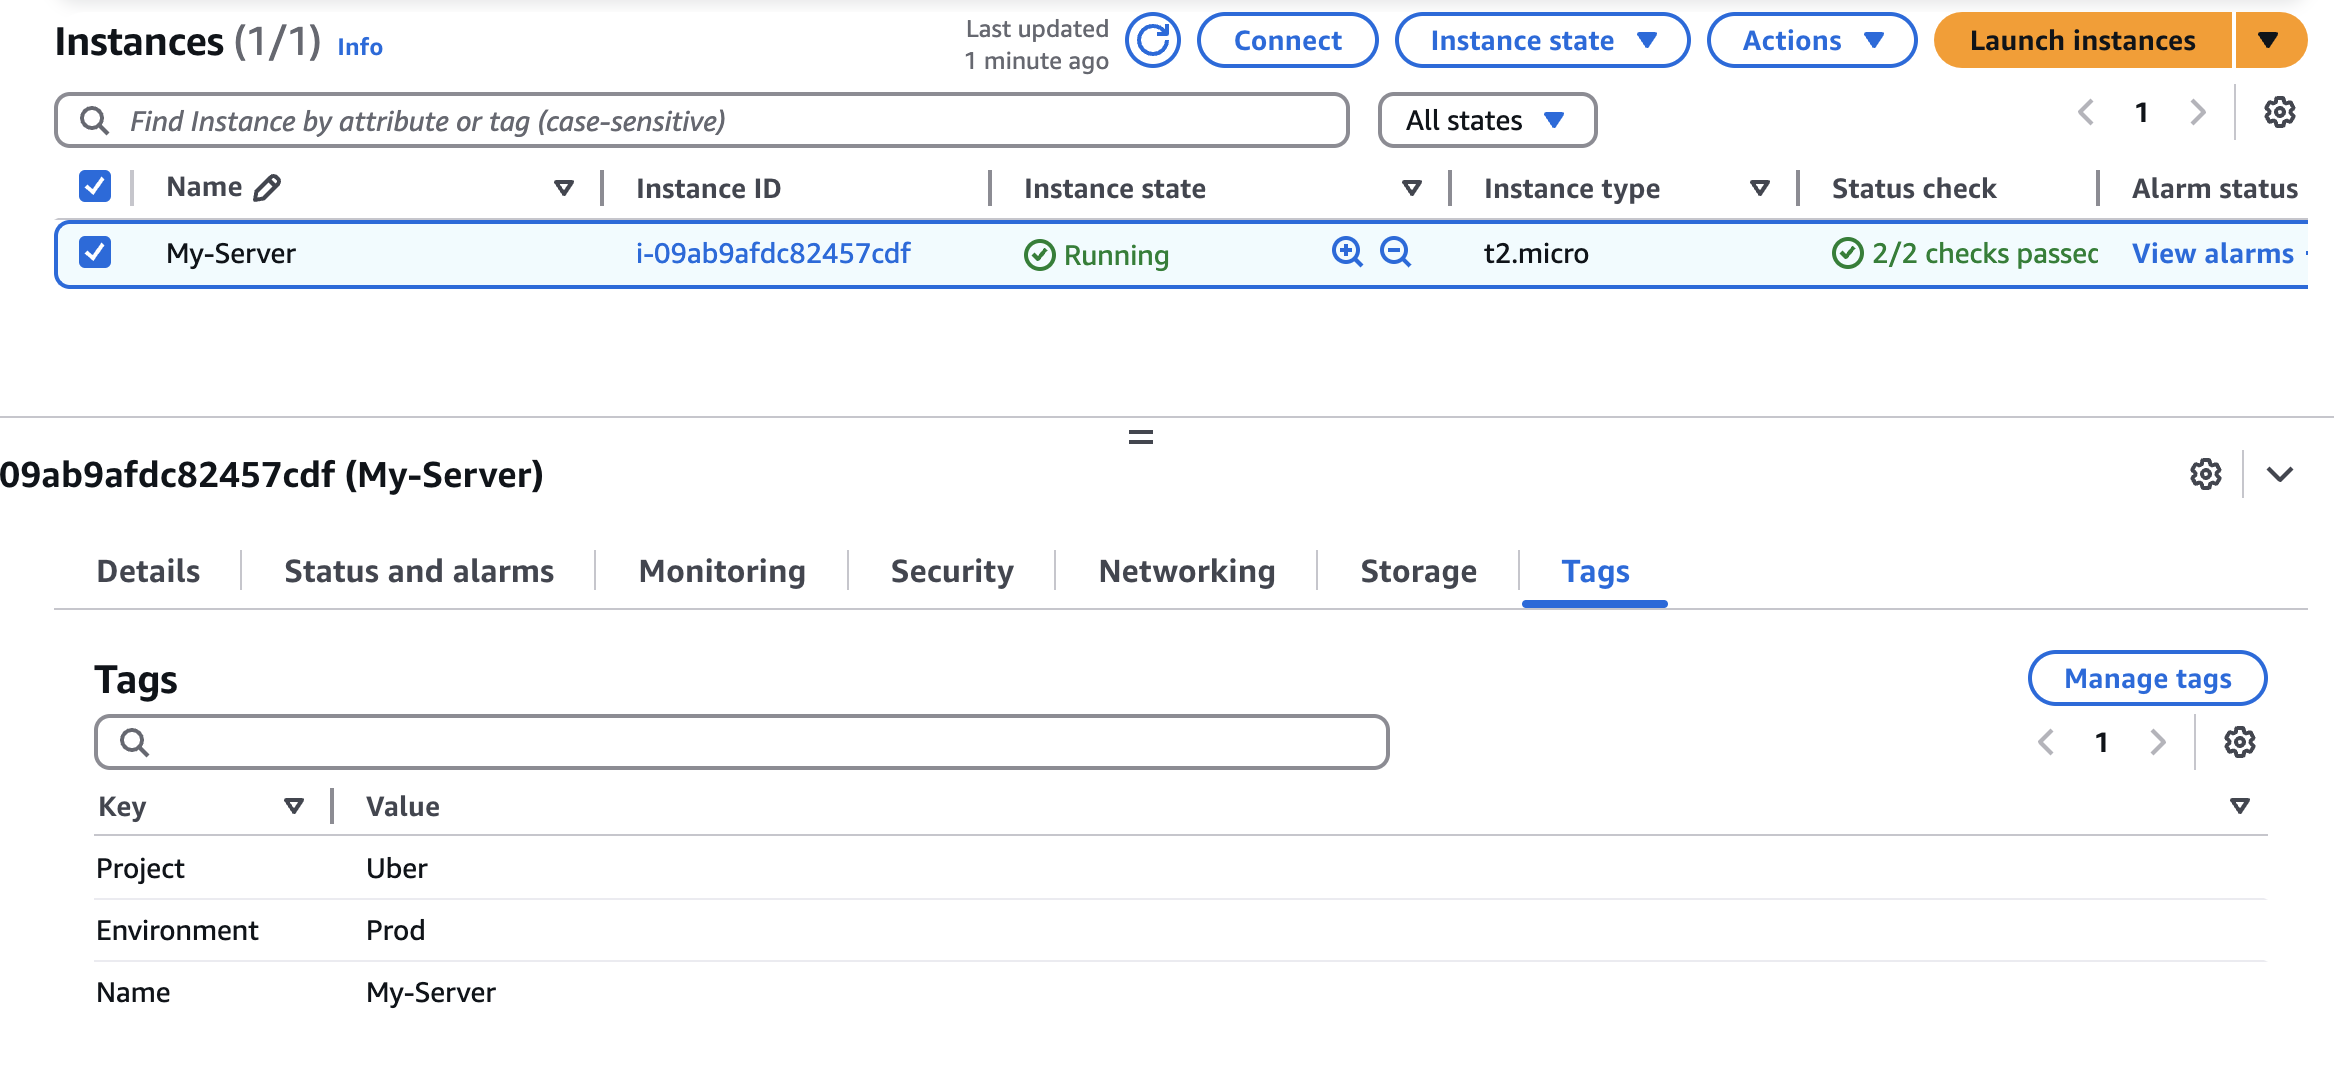 Instances (1/1) Info
Last updated
1 minute ago
Connect
Instance state
Actions
Launch instances
Find Instance by attribute or tag (case-sensitive)
All states
1
Name Instance ID Instance state Instance type Status check Alarm status
My-Server i-09ab9afdc82457cdf Running t2.micro 2/2 checks passed View alarms
09ab9afdc82457cdf (My-Server)
Details Status and alarms Monitoring Security Networking Storage Tags
Tags
Manage tags
1
Key Value
Project Uber
Environment Prod
Name My-Server